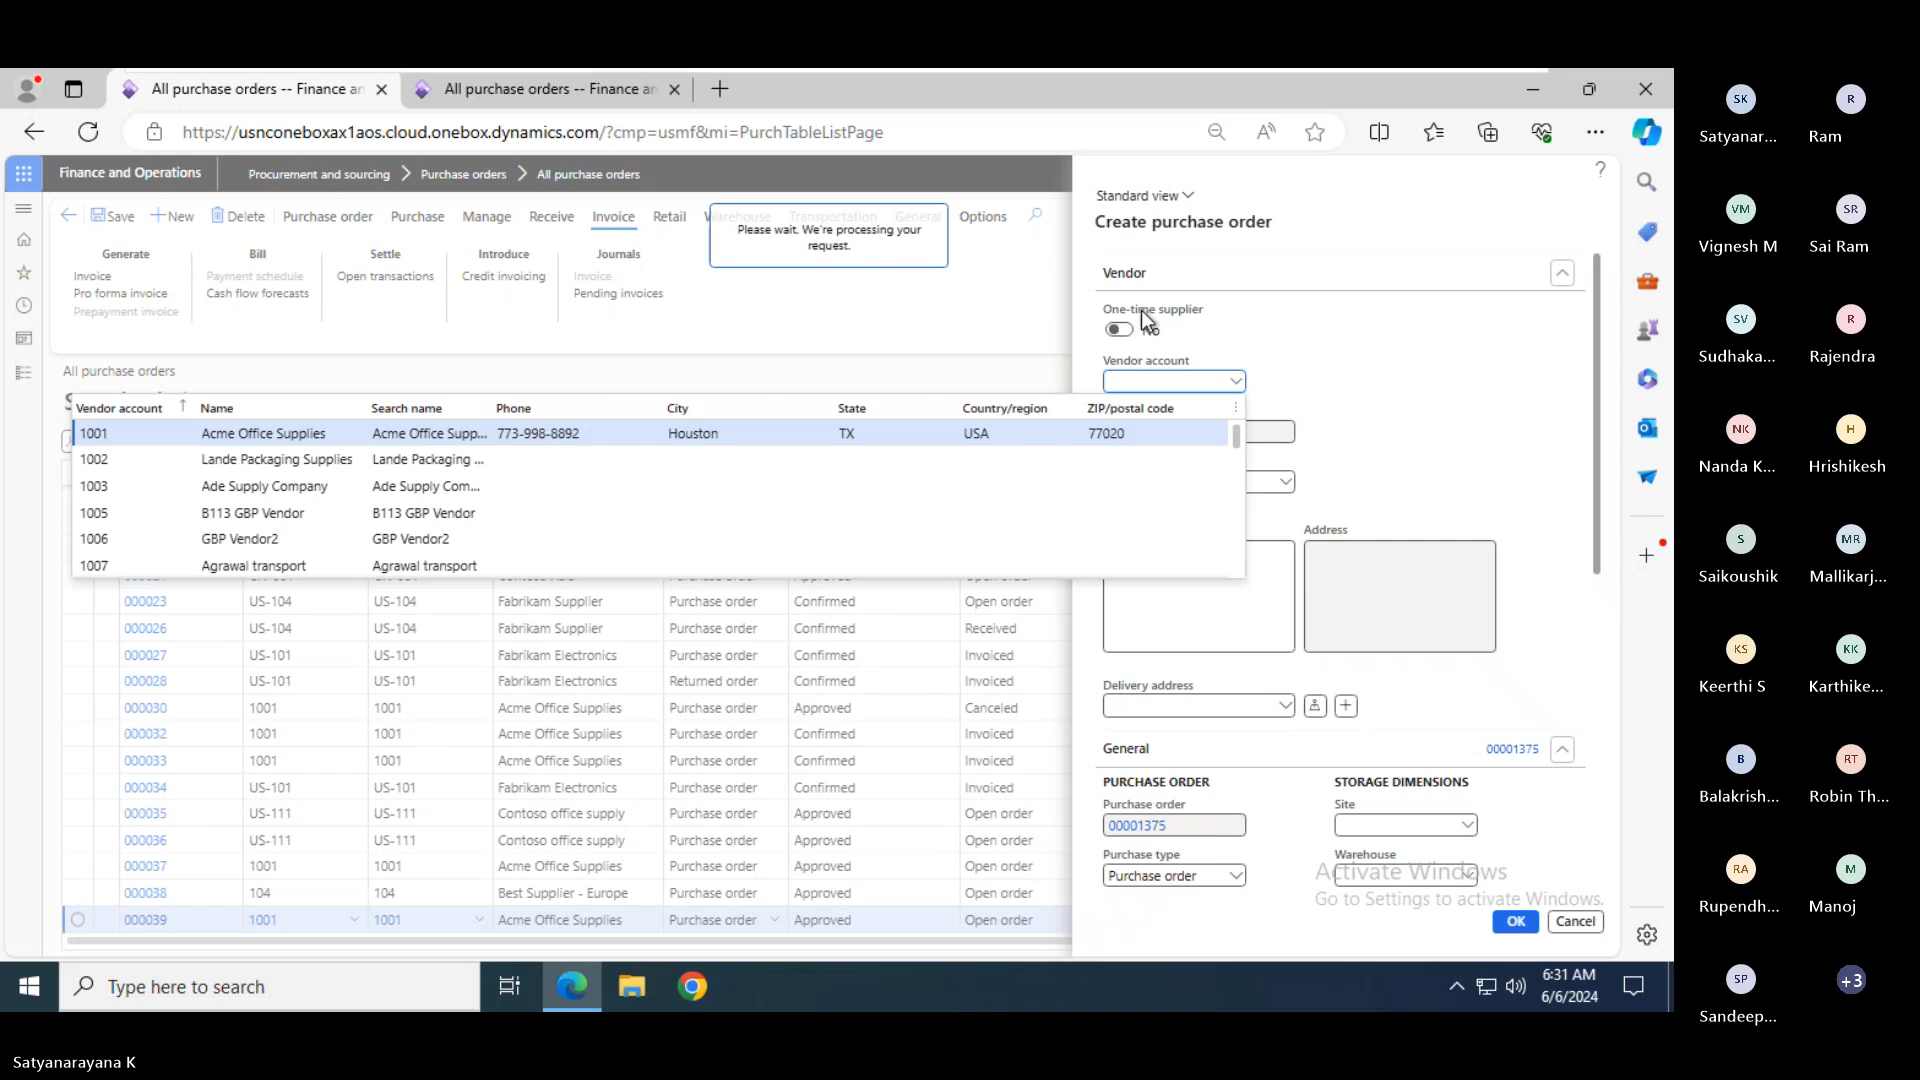 All purchase orders -- Finance an
All purchase orders -- Finance an
https://usnconeboxax1aos.cloud.onebox.dynamics.com/?cmp=usmf&mi=PurchTableListPage
Finance and Operations
Procurement and sourcing
Purchase orders
All purchase orders
Save
New
Delete
Purchase order
Purchase
Manage
Receive
Invoice
Retail
Warehouse
Transportation
General
Options
Please wait. We're processing your
request.
Generate
Bill
Settle
Introduce
Journals
Invoice
Payment schedule
Open transactions
Credit invoicing
Invoice
Pro forma invoice
Cash flow forecasts
Pending invoices
Prepayment invoice
All purchase orders
?
Standard view
Create purchase order
Vendor
One-time supplier
Vendor account
Vendor account Name Search name Phone City State Country/region ZIP/postal code
1001 Acme Office Supplies Acme Office Supp... 773-998-8892 Houston TX USA 77020
1002 Lande Packaging Supplies Lande Packaging ...
1003 Ade Supply Company Ade Supply Com...
1005 B113 GBP Vendor B113 GBP Vendor
1006 GBP Vendor2 GBP Vendor2
1007 Agrawal transport Agrawal transport
000023 US-104 US-104 Fabrikam Supplier Purchase order Confirmed Open order
000026 US-104 US-104 Fabrikam Supplier Purchase order Confirmed Received
000027 US-101 US-101 Fabrikam Electronics Purchase order Confirmed Invoiced
000028 US-101 US-101 Fabrikam Electronics Returned order Confirmed Invoiced
000030 1001 1001 Acme Office Supplies Purchase order Approved Canceled
000032 1001 1001 Acme Office Supplies Purchase order Confirmed Invoiced
000033 1001 1001 Acme Office Supplies Purchase order Confirmed Invoiced
000034 US-101 US-101 Fabrikam Electronics Purchase order Confirmed Invoiced
000035 US-111 US-111 Contoso office supply Purchase order Approved Open order
000036 US-111 US-111 Contoso office supply Purchase order Approved Open order
000037 1001 1001 Acme Office Supplies Purchase order Approved Open order
000038 104 104 Best Supplier - Europe Purchase order Approved Open order
000039 1001 1001 Acme Office Supplies Purchase order Approved Open order
Address
Delivery address
General
00001375
PURCHASE ORDER
STORAGE DIMENSIONS
Purchase order
Site
00001375
Purchase type
Warehouse
Purchase order
Activate Windows
Go to Settings to activate Windows.
OK
Cancel
Type here to search
6:31 AM
6/6/2024
SK
Satyanar...
R
Ram
VM
Vignesh M
SR
Sai Ram
SV
Sudhaka...
R
Rajendra
NK
Nanda K...
H
Hrishikesh
S
Saikoushik
MR
Mallikarj...
KS
Keerthi S
KK
Karthike...
B
Balakrish...
RT
Robin Th...
RA
Rupendh...
M
Manoj
SP
Sandeep...
+3
Satyanarayana K